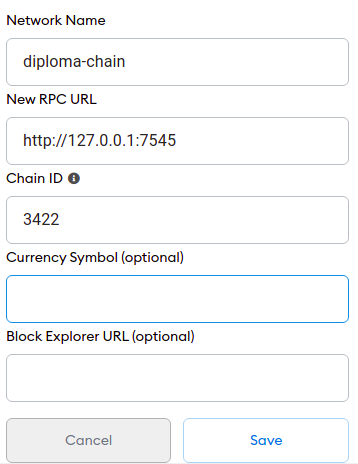 Network Name
diploma-chain
New RPC URL
http://127.0.0.1:7545
Chain ID
3422
Currency Symbol (optional)
Block Explorer URL (optional)
Cancel Save